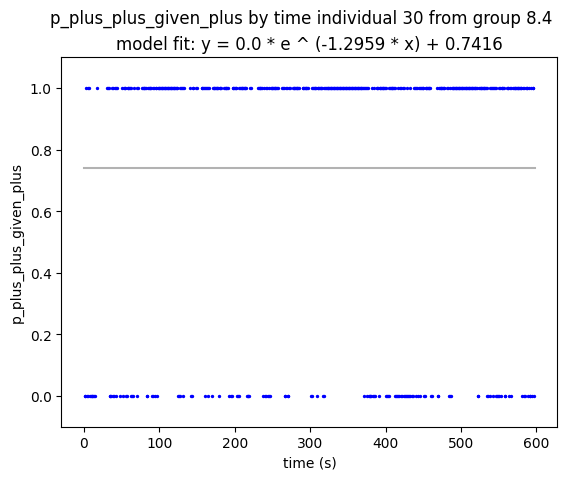 p_plus_plus_given_plus by time individual 30 from group 8.4
model fit: y = 0.0 * e ^ (-1.2959 * x) + 0.7416
1.0
0.8
0.6
0.4
0.2
0.0
p_plus_plus_given_plus
0 100 200 300 400 500 600
time (s)